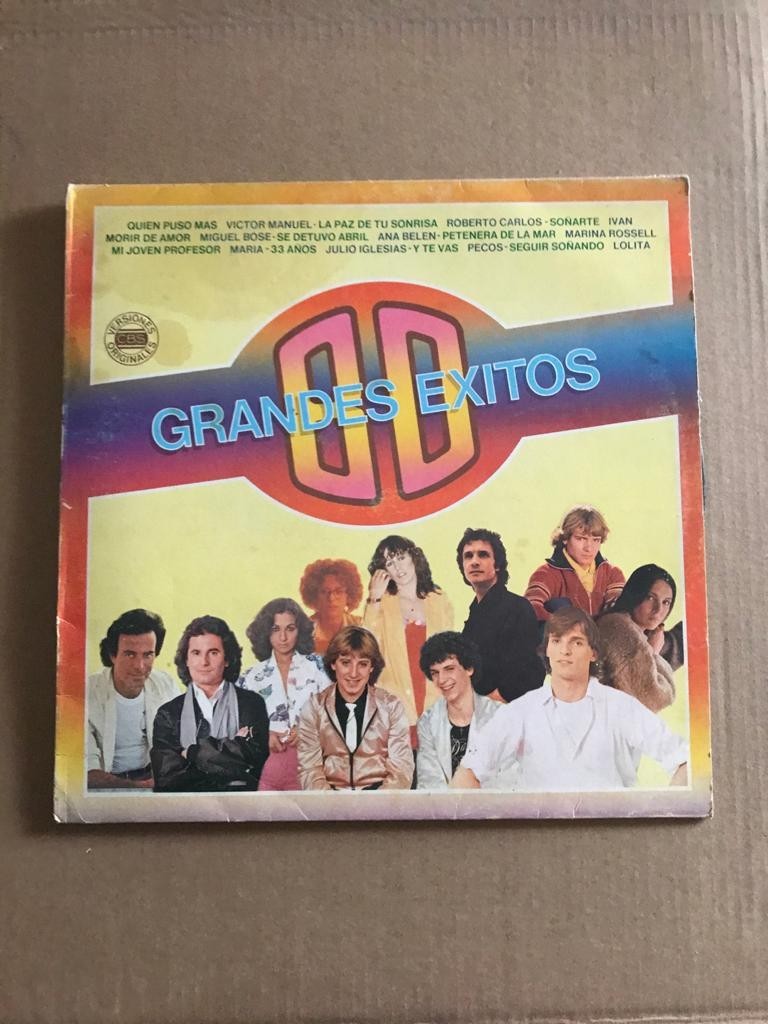 QUIEN PUSO MAS VICTOR MANUEL-LA PAZ DE TU SONRISA ROBERTO CARLOS-SOÑARTE IVAN
MORIR DE AMOR MIGUEL BOSE-SE DETUVO ABRIL ANA BELEN-PETENERA DE LA MAR MARINA ROSSELL
MI JOVEN PROFESOR MARIA-33 AÑOS JULIO IGLESIAS-Y TE VAS PECOS-SEGUIR SOÑANDO LOLITA
VERSIONES
CBS
ORIGINALES
GRANDES EXITOS